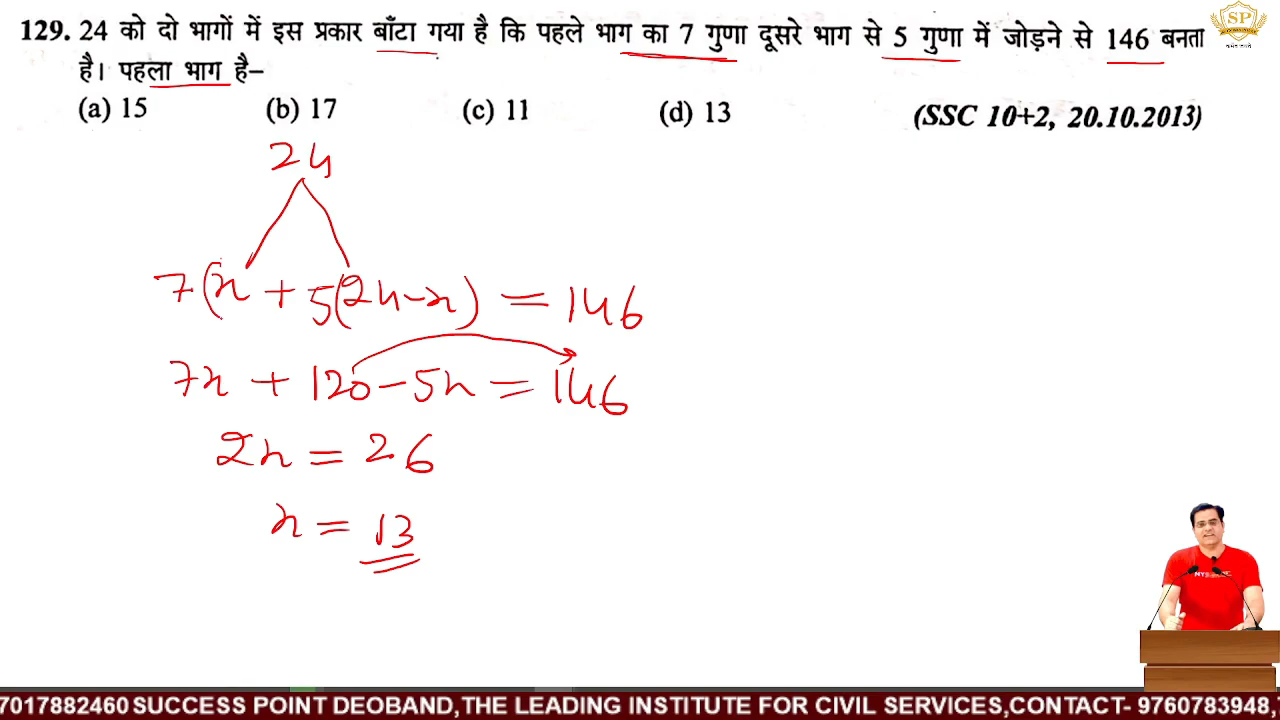 129. 24 को दो भागों में इस प्रकार बाँटा गया है कि पहले भाग का 7 गुणा दूसरे भाग से 5 गुणा में जोड़ने से 146 बनता
है। पहला भाग है–
(a) 15 (b) 17 (c) 11 (d) 13 (SSC 10+2, 20.10.2013)
SP
24
7(x + 5(24-x) = 146
7x + 120 - 5x = 146
2x = 26
x = 13
7017882460 SUCCESS POINT DEOBAND,THE LEADING INSTITUTE FOR CIVIL SERVICES,CONTACT- 9760783948,